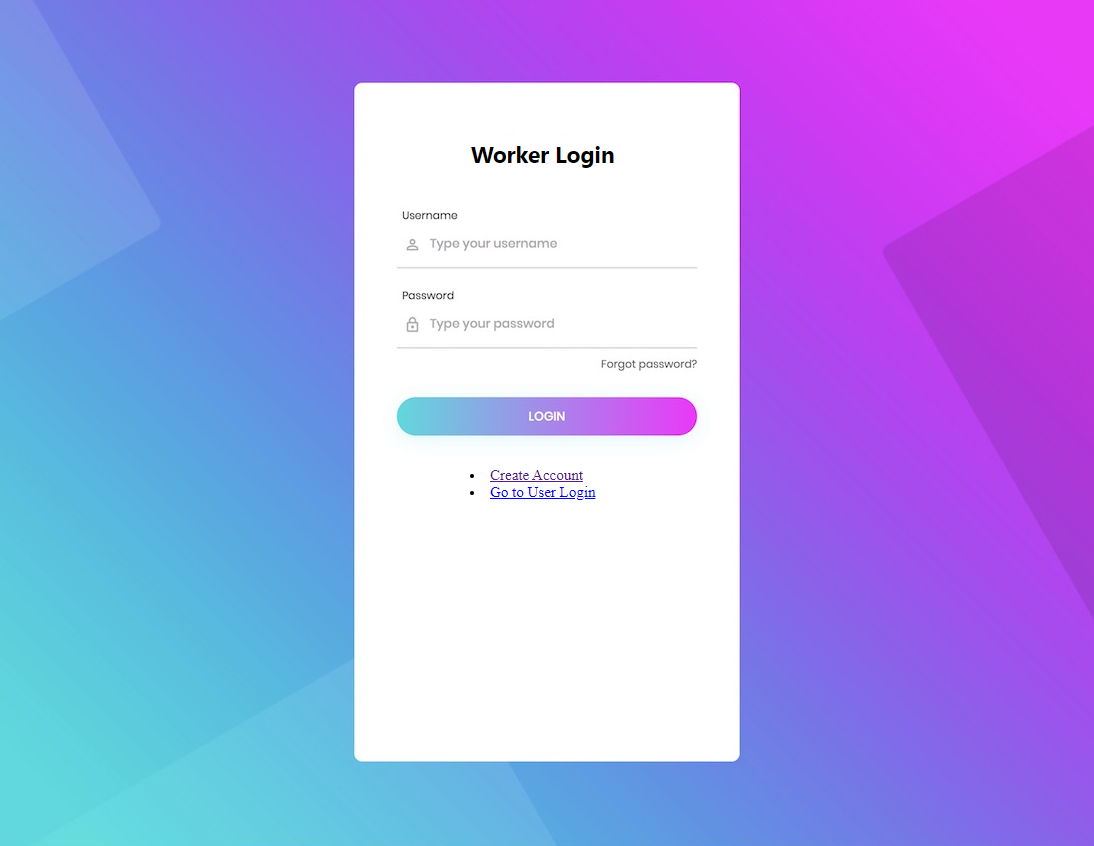 Worker Login
Username
Type your username
Password
Type your password
Forgot password?
LOGIN
Create Account
Go to User Login